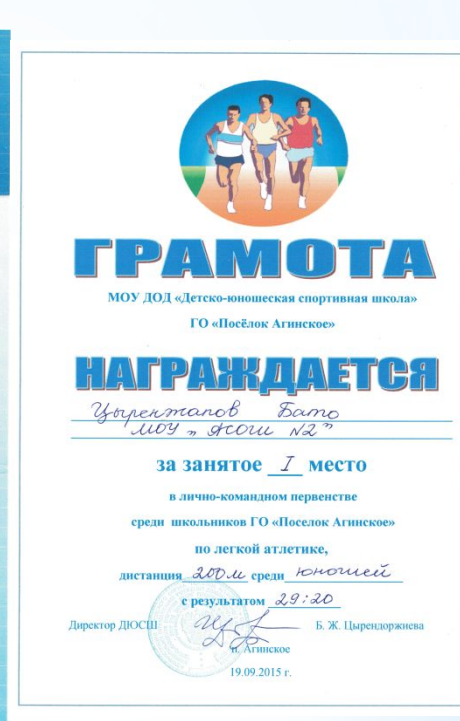 ГРАМОТА
МОУ ДОД «Детско-юношеская спортивная школа»
ГО «Посёлок Агинское»
НАГРАЖДАЕТСЯ
Цыренжапов Бато
МОУ „ АСОШ №2”
за занятое I место
в лично-командном первенстве
среди школьников ГО «Поселок Агинское»
по легкой атлетике,
дистанция 200 м среди юношей
с результатом 29:20
Директор ДЮСШ Б. Ж. Цырендоржиева
п. Агинское
19.09.2015 г.